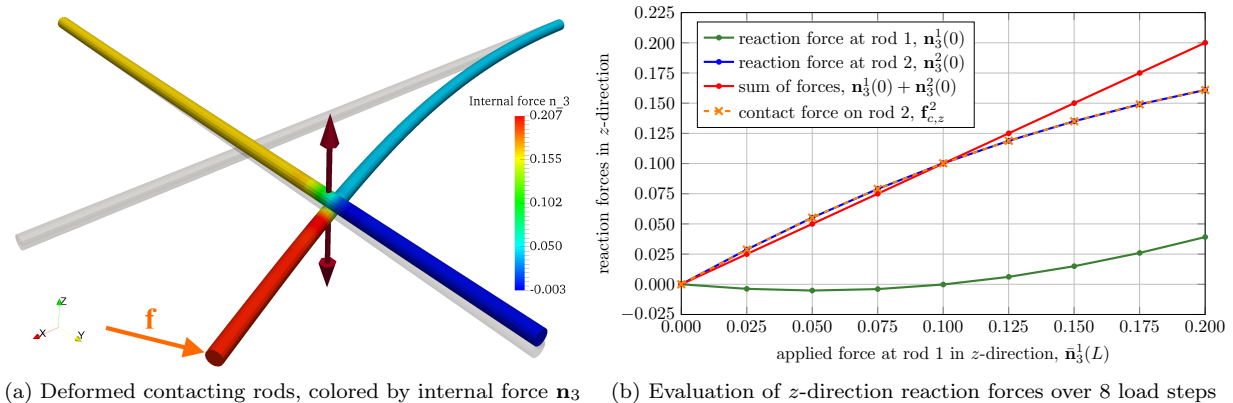 Internal force n_3
0.207
0.155
0.102
0.050
-0.003
Z
X
Y
f
(a) Deformed contacting rods, colored by internal force n₃
0.225
0.200
0.175
0.150
0.125
0.100
0.075
0.050
0.025
0.000
−0.025
reaction forces in z-direction
reaction force at rod 1, n₃¹(0)
reaction force at rod 2, n₃²(0)
sum of forces, n₃¹(0) + n₃²(0)
contact force on rod 2, f²_{c,z}
0.000 0.025 0.050 0.075 0.100 0.125 0.150 0.175 0.200
applied force at rod 1 in z-direction, n̄₃¹(L)
(b) Evaluation of z-direction reaction forces over 8 load steps